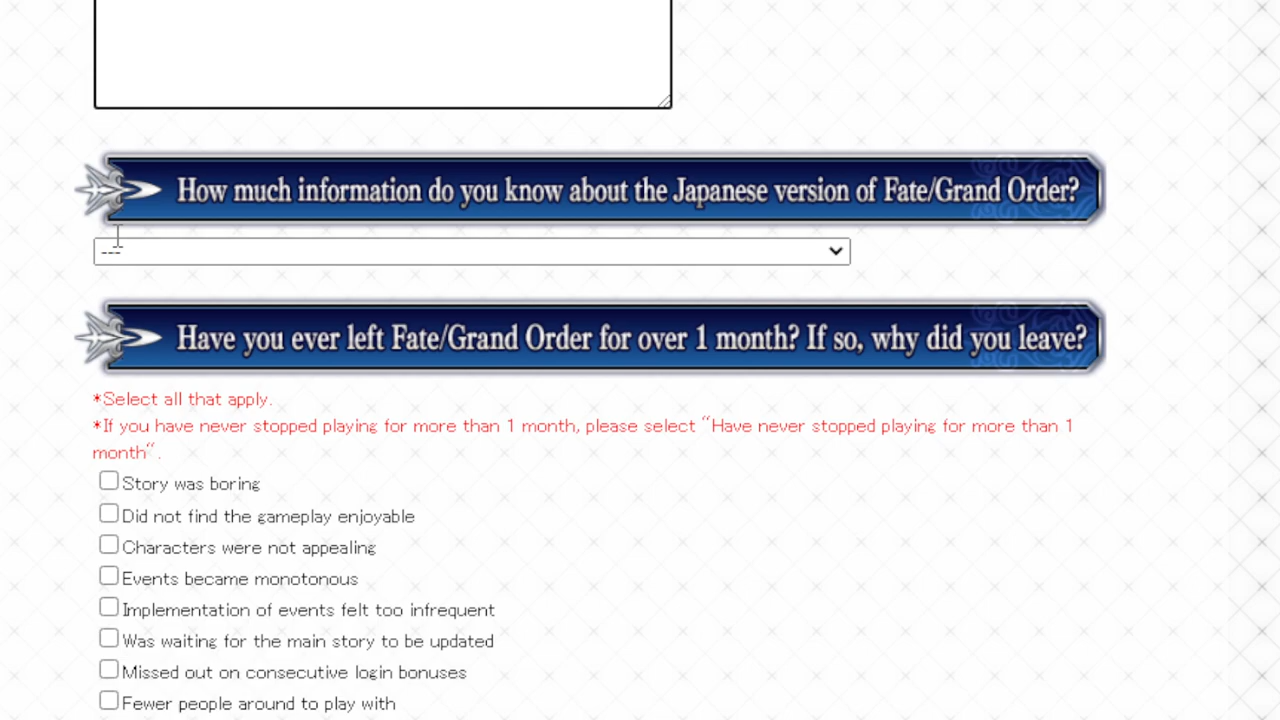 How much information do you know about the Japanese version of Fate/Grand Order?
---
Have you ever left Fate/Grand Order for over 1 month? If so, why did you leave?
*Select all that apply.
*If you have never stopped playing for more than 1 month, please select “Have never stopped playing for more than 1
month“.
Story was boring
Did not find the gameplay enjoyable
Characters were not appealing
Events became monotonous
Implementation of events felt too infrequent
Was waiting for the main story to be updated
Missed out on consecutive login bonuses
Fewer people around to play with